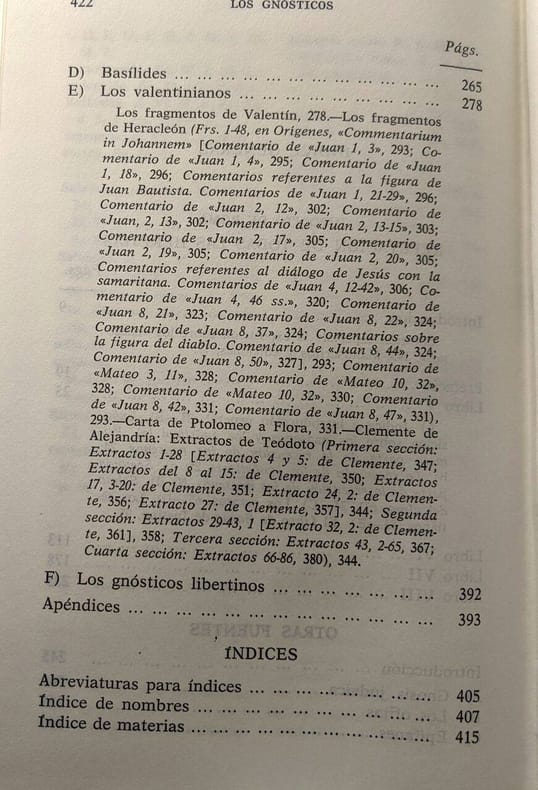 422 LOS GNÓSTICOS
Págs.
D) Basílides ... ... ... ... ... ... ... ... ... ... ... ... 265
E) Los valentinianos ... ... ... ... ... ... ... ... ... 278
Los fragmentos de Valentín, 278.—Los fragmentos
de Heracleón (Frs. 1-48, en Orígenes, «Commentarium
in Johannem» [Comentario de «Juan 1, 3», 293; Co-
mentario de «Juan 1, 4», 295; Comentario de «Juan
1, 18», 296; Comentarios referentes a la figura de
Juan Bautista. Comentarios de «Juan 1, 21-29», 296;
Comentario de «Juan 2, 12», 302; Comentario de
«Juan, 2, 13», 302; Comentario de «Juan 2, 13-15», 303;
Comentario de «Juan 2, 17», 305; Comentario de
«Juan 2, 19», 305; Comentario de «Juan 2, 20», 305;
Comentarios referentes al diálogo de Jesús con la
samaritana. Comentarios de «Juan 4, 12-42», 306; Co-
mentario de «Juan 4, 46 ss.», 320; Comentario de
«Juan 8, 21», 323; Comentario de «Juan 8, 22», 324;
Comentario de «Juan 8, 37», 324; Comentarios sobre
la figura del diablo. Comentario de «Juan 8, 44», 324;
Comentario de «Juan 8, 50», 327], 293; Comentario de
«Mateo 3, 11», 328; Comentario de «Mateo 10, 32»,
328; Comentario de «Mateo 10, 32», 330; Comentario
de «Juan 8, 42», 331; Comentario de «Juan 8, 47», 331),
293.—Carta de Ptolomeo a Flora, 331.—Clemente de
Alejandría: Extractos de Teódoto (Primera sección:
Extractos 1-28 [Extractos 4 y 5: de Clemente, 347;
Extractos del 8 al 15: de Clemente, 350; Extractos
17, 3-20: de Clemente, 351; Extracto 24, 2: de Clemen-
te, 356; Extracto 27: de Clemente, 357], 344; Segunda
sección: Extractos 29-43, 1 [Extracto 32, 2: de Clemen-
te, 361], 358; Tercera sección: Extractos 43, 2-65, 367;
Cuarta sección: Extractos 66-86, 380), 344.
F) Los gnósticos libertinos ... ... ... ... ... ... ... 392
Apéndices ... ... ... ... ... ... ... ... ... ... ... ... ... 393
ÍNDICES
Abreviaturas para índices ... ... ... ... ... ... ... ... 405
Índice de nombres ... ... ... ... ... ... ... ... ... ... 407
Índice de materias ... ... ... ... ... ... ... ... ... ... 415